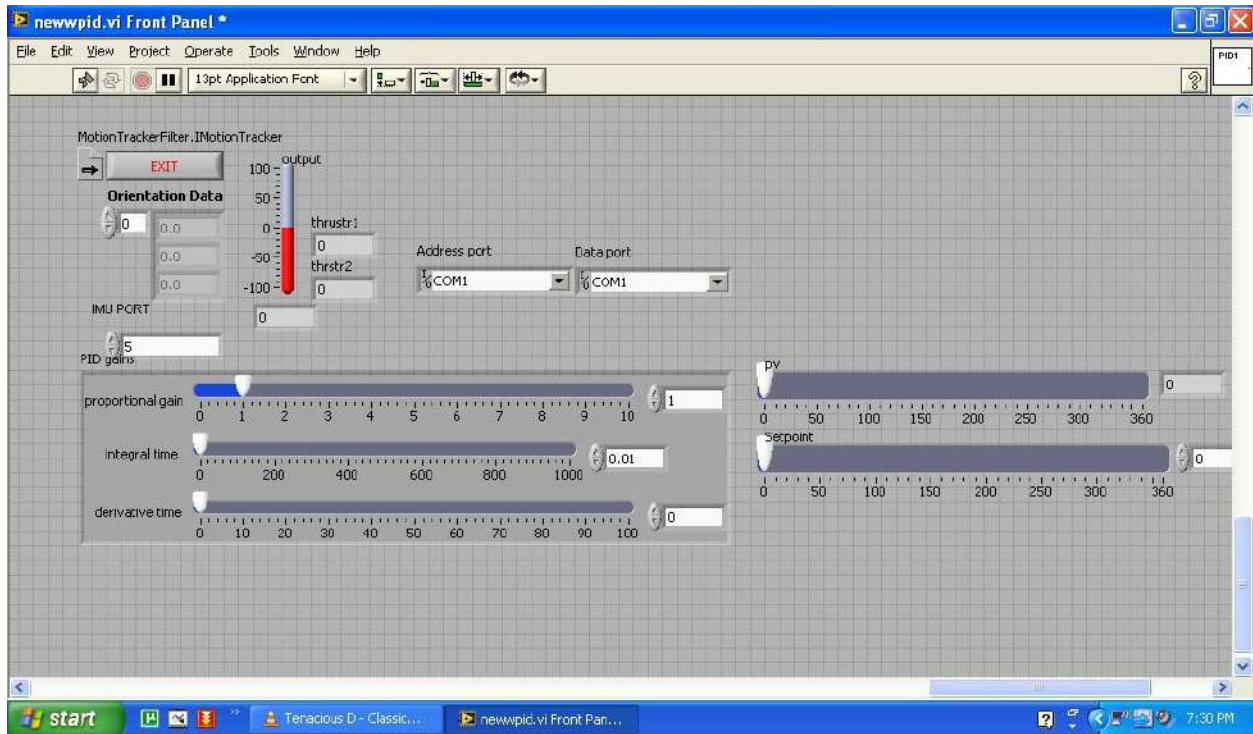 newwpid.vi Front Panel *
File Edit View Project Operate Tools Window Help
13pt Application Font
PID1
?
MotionTrackerFilter.IMotionTracker
EXIT
output
100
50
0
-50
-100
0
Orientation Data
0
0.0
0.0
0.0
thrustr1
0
thrstr2
0
Address port
COM1
Data port
COM1
IMU PORT
5
PID gains
proportional gain
0 1 2 3 4 5 6 7 8 9 10
1
integral time
0 200 400 600 800 1000
0.01
derivative time
0 10 20 30 40 50 60 70 80 90 100
0
pv
0 50 100 150 200 250 300 360
0
Setpoint
0 50 100 150 200 250 300 360
0
start
Tenacious D - Classic...
newwpid.vi Front Pan...
?
7:30 PM